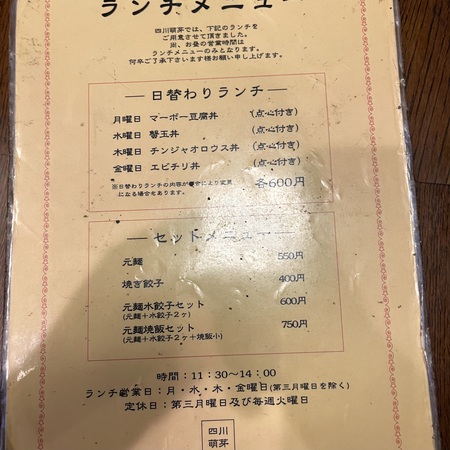 ランチメニュー
四川萌芽では、下記のランチを
ご用意させて頂きました。
尚、お昼の営業時間は
ランチメニューのみとなります。
何卒ご了承下さいます様お願い申し上げます。
日替わりランチ
月曜日 マーボー豆腐丼 (点心付き)
水曜日 替玉丼 (点心付き)
木曜日 チンジャオロウス丼 (点心付き)
金曜日 エビチリ丼 (点心付き)
※日替わりランチの内容が都合により変更 各600円
になる場合もあります。
セットメニュー
元麺 550円
焼き餃子 400円
元麺水餃子セット 600円
(元麺+水餃子2ヶ)
元麺焼飯セット 750円
(元麺+水餃子2ヶ+焼飯小)
時間:11:30~14:00
ランチ営業日:月・水・木・金曜日(第三月曜日を除く)
定休日:第三月曜日及び毎週火曜日
四川
萌芽